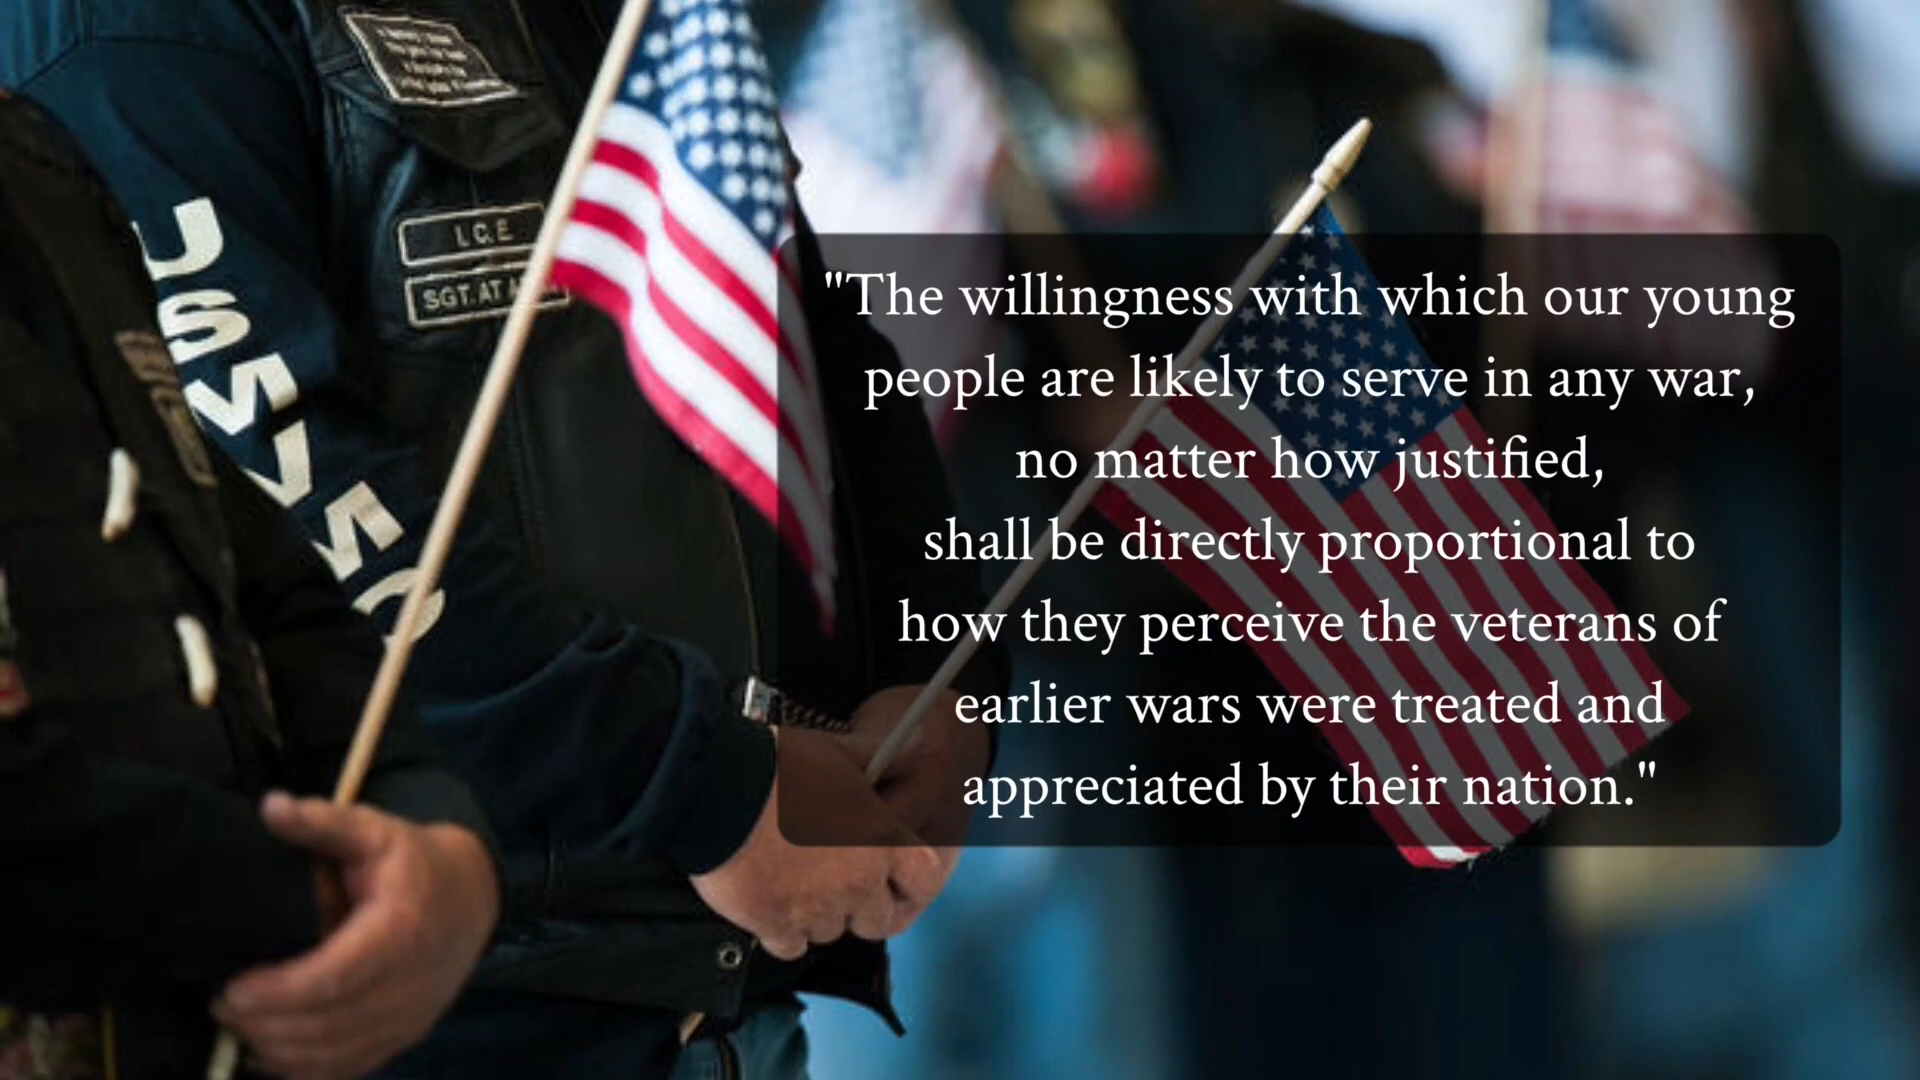 USMVMC
I.C.E
SGT. AT
"The willingness with which our young
people are likely to serve in any war,
no matter how justified,
shall be directly proportional to
how they perceive the veterans of
earlier wars were treated and
appreciated by their nation."